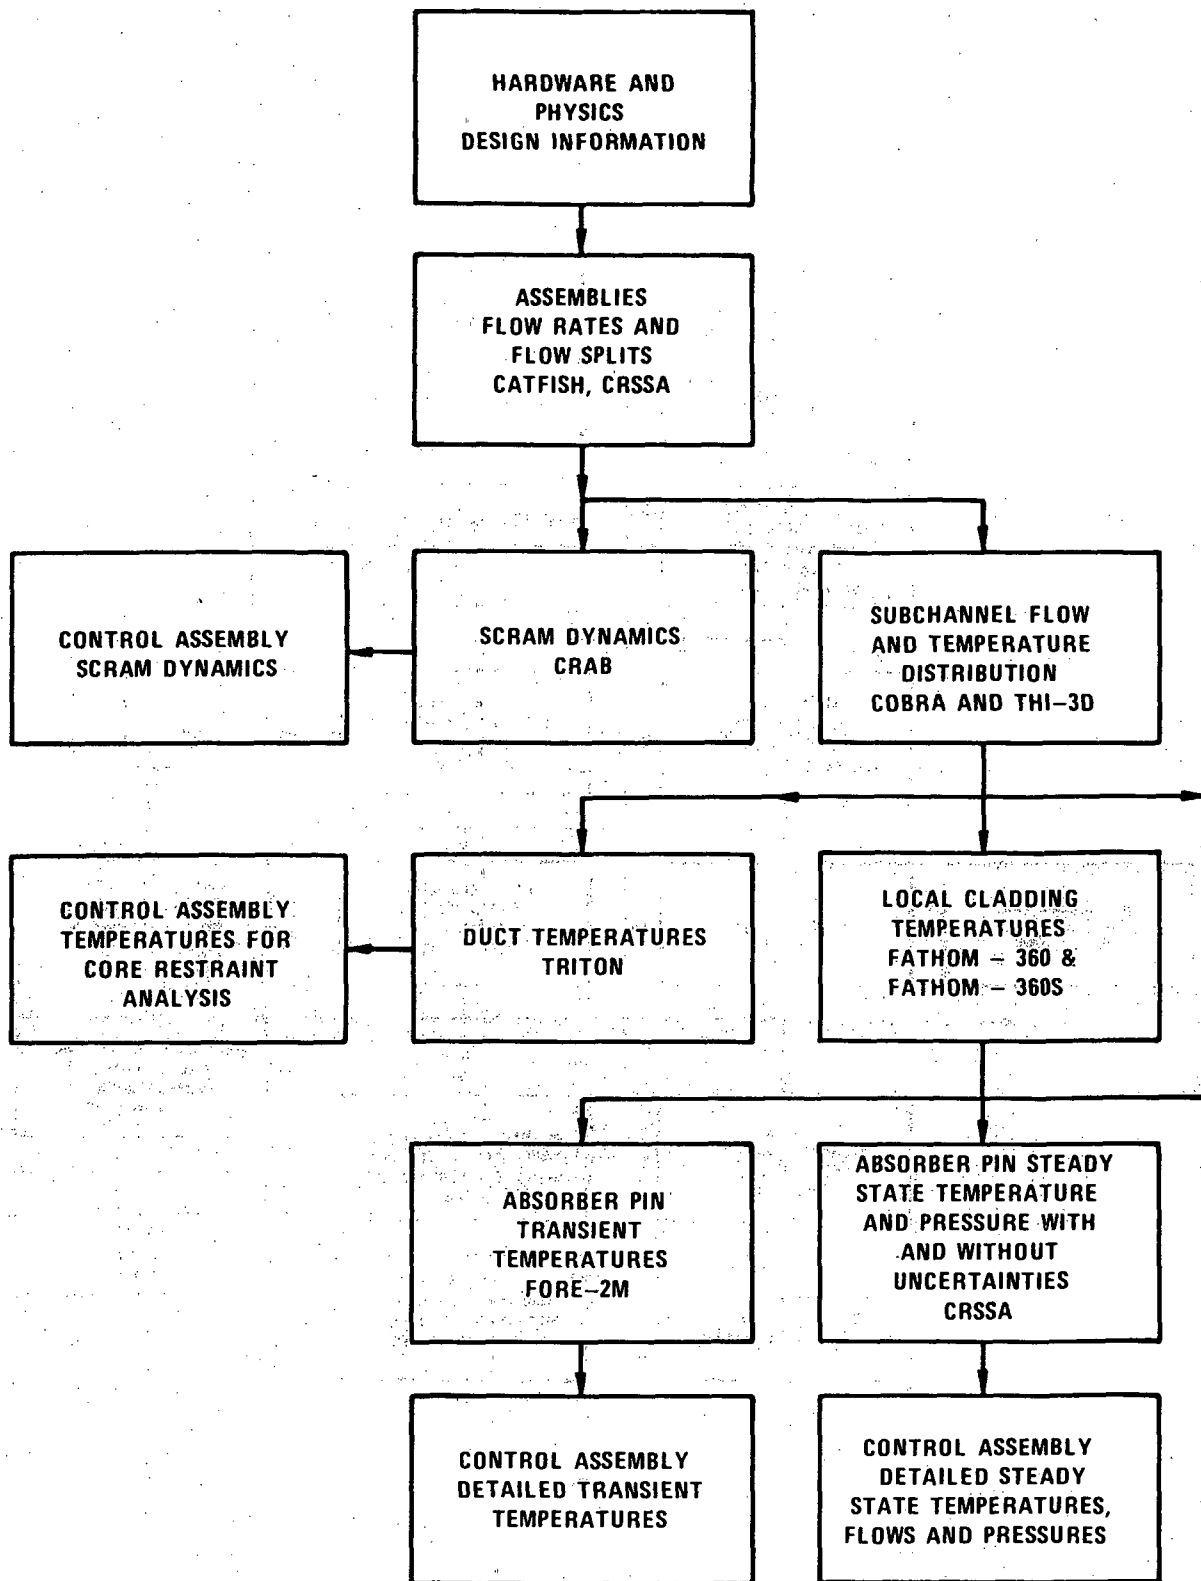 HARDWARE AND
PHYSICS
DESIGN INFORMATION
ASSEMBLIES
FLOW RATES AND
FLOW SPLITS
CATFISH, CRSSA
CONTROL ASSEMBLY
SCRAM DYNAMICS
SCRAM DYNAMICS
CRAB
SUBCHANNEL FLOW
AND TEMPERATURE
DISTRIBUTION
COBRA AND THI-3D
CONTROL ASSEMBLY
TEMPERATURES FOR
CORE RESTRAINT
ANALYSIS
DUCT TEMPERATURES
TRITON
LOCAL CLADDING
TEMPERATURES
FATHOM - 360 &
FATHOM - 360S
ABSORBER PIN
TRANSIENT
TEMPERATURES
FORE-2M
ABSORBER PIN STEADY
STATE TEMPERATURE
AND PRESSURE WITH
AND WITHOUT
UNCERTAINTIES
CRSSA
CONTROL ASSEMBLY
DETAILED TRANSIENT
TEMPERATURES
CONTROL ASSEMBLY
DETAILED STEADY
STATE TEMPERATURES,
FLOWS AND PRESSURES